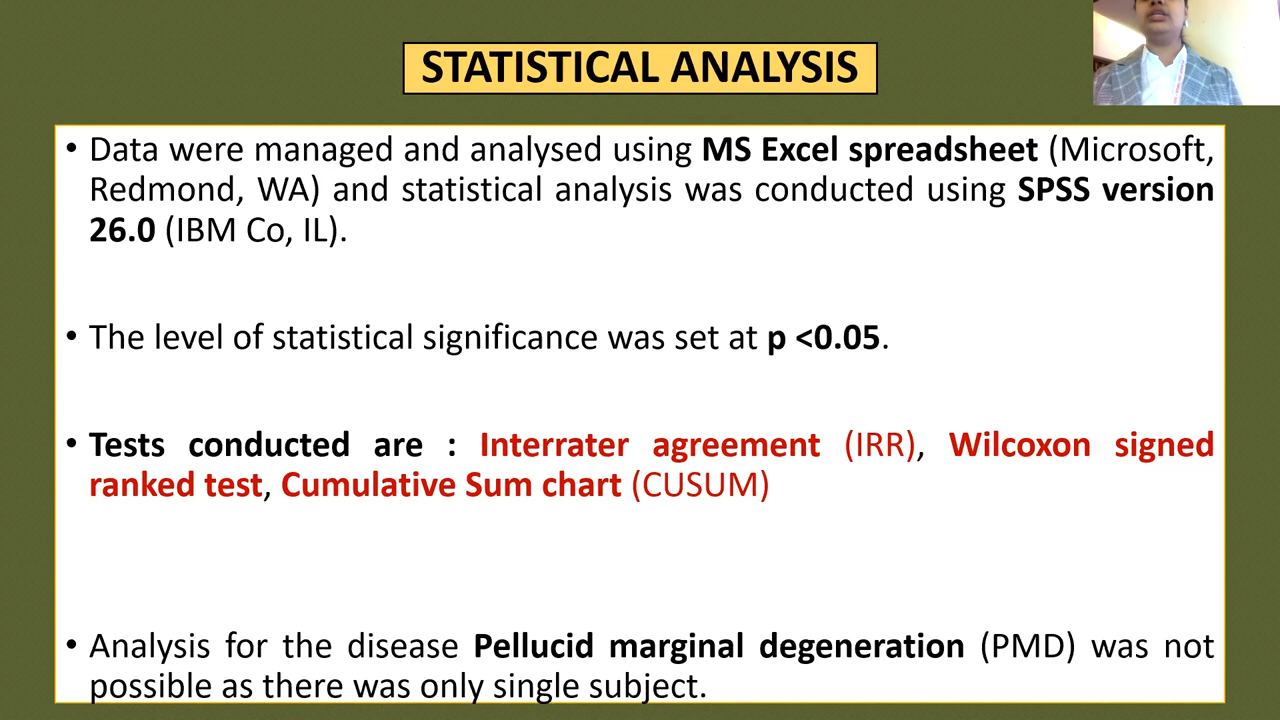 STATISTICAL ANALYSIS
• Data were managed and analysed using MS Excel spreadsheet (Microsoft,
Redmond, WA) and statistical analysis was conducted using SPSS version
26.0 (IBM Co, IL).
• The level of statistical significance was set at p <0.05.
• Tests conducted are : Interrater agreement (IRR), Wilcoxon signed
ranked test, Cumulative Sum chart (CUSUM)
• Analysis for the disease Pellucid marginal degeneration (PMD) was not
possible as there was only single subject.